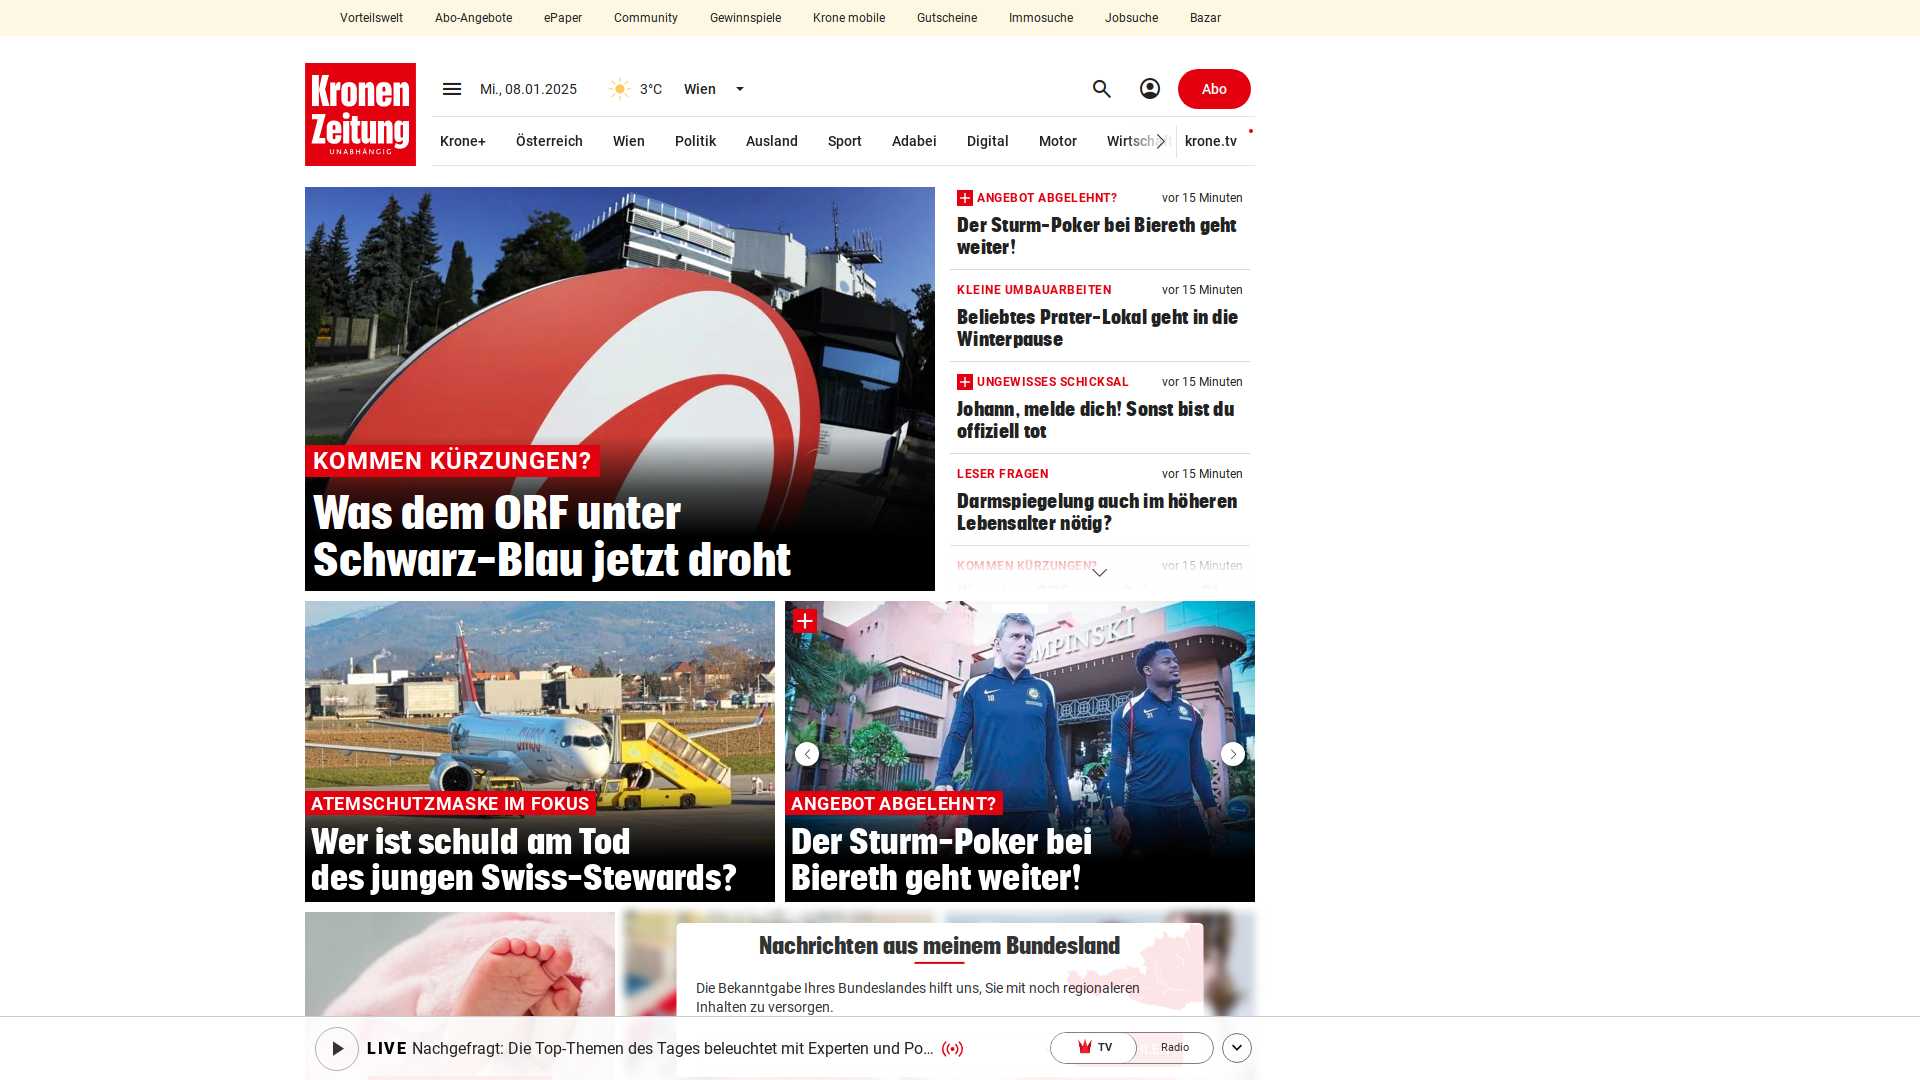 Vorteilswelt Abo-Angebote ePaper Community Gewinnspiele Krone mobile Gutscheine Immosuche Jobsuche Bazar
Kronen
Zeitung
UNABHÄNGIG
Mi., 08.01.2025 3°C Wien Abo
Krone+ Österreich Wien Politik Ausland Sport Adabei Digital Motor krone.tv
KOMMEN KÜRZUNGEN?
Was dem ORF unter
Schwarz-Blau jetzt droht
ANGEBOT ABGELEHNT? vor 15 Minuten
Der Sturm-Poker bei Biereth geht
weiter!
KLEINE UMBAUARBEITEN vor 15 Minuten
Beliebtes Prater-Lokal geht in die
Winterpause
UNGEWISSES SCHICKSAL vor 15 Minuten
Johann, melde dich! Sonst bist du
offiziell tot
LESER FRAGEN vor 15 Minuten
Darmspiegelung auch im höheren
Lebensalter nötig?
KOMMEN KÜRZUNGEN? vor 15 Minuten
ATEMSCHUTZMASKE IM FOKUS
Wer ist schuld am Tod
des jungen Swiss-Stewards?
ANGEBOT ABGELEHNT?
Der Sturm-Poker bei
Biereth geht weiter!
Nachrichten aus meinem Bundesland
Die Bekanntgabe Ihres Bundeslandes hilft uns, Sie mit noch regionaleren
Inhalten zu versorgen.
LIVE Nachgefragt: Die Top-Themen des Tages beleuchtet mit Experten und Po... TV Radio